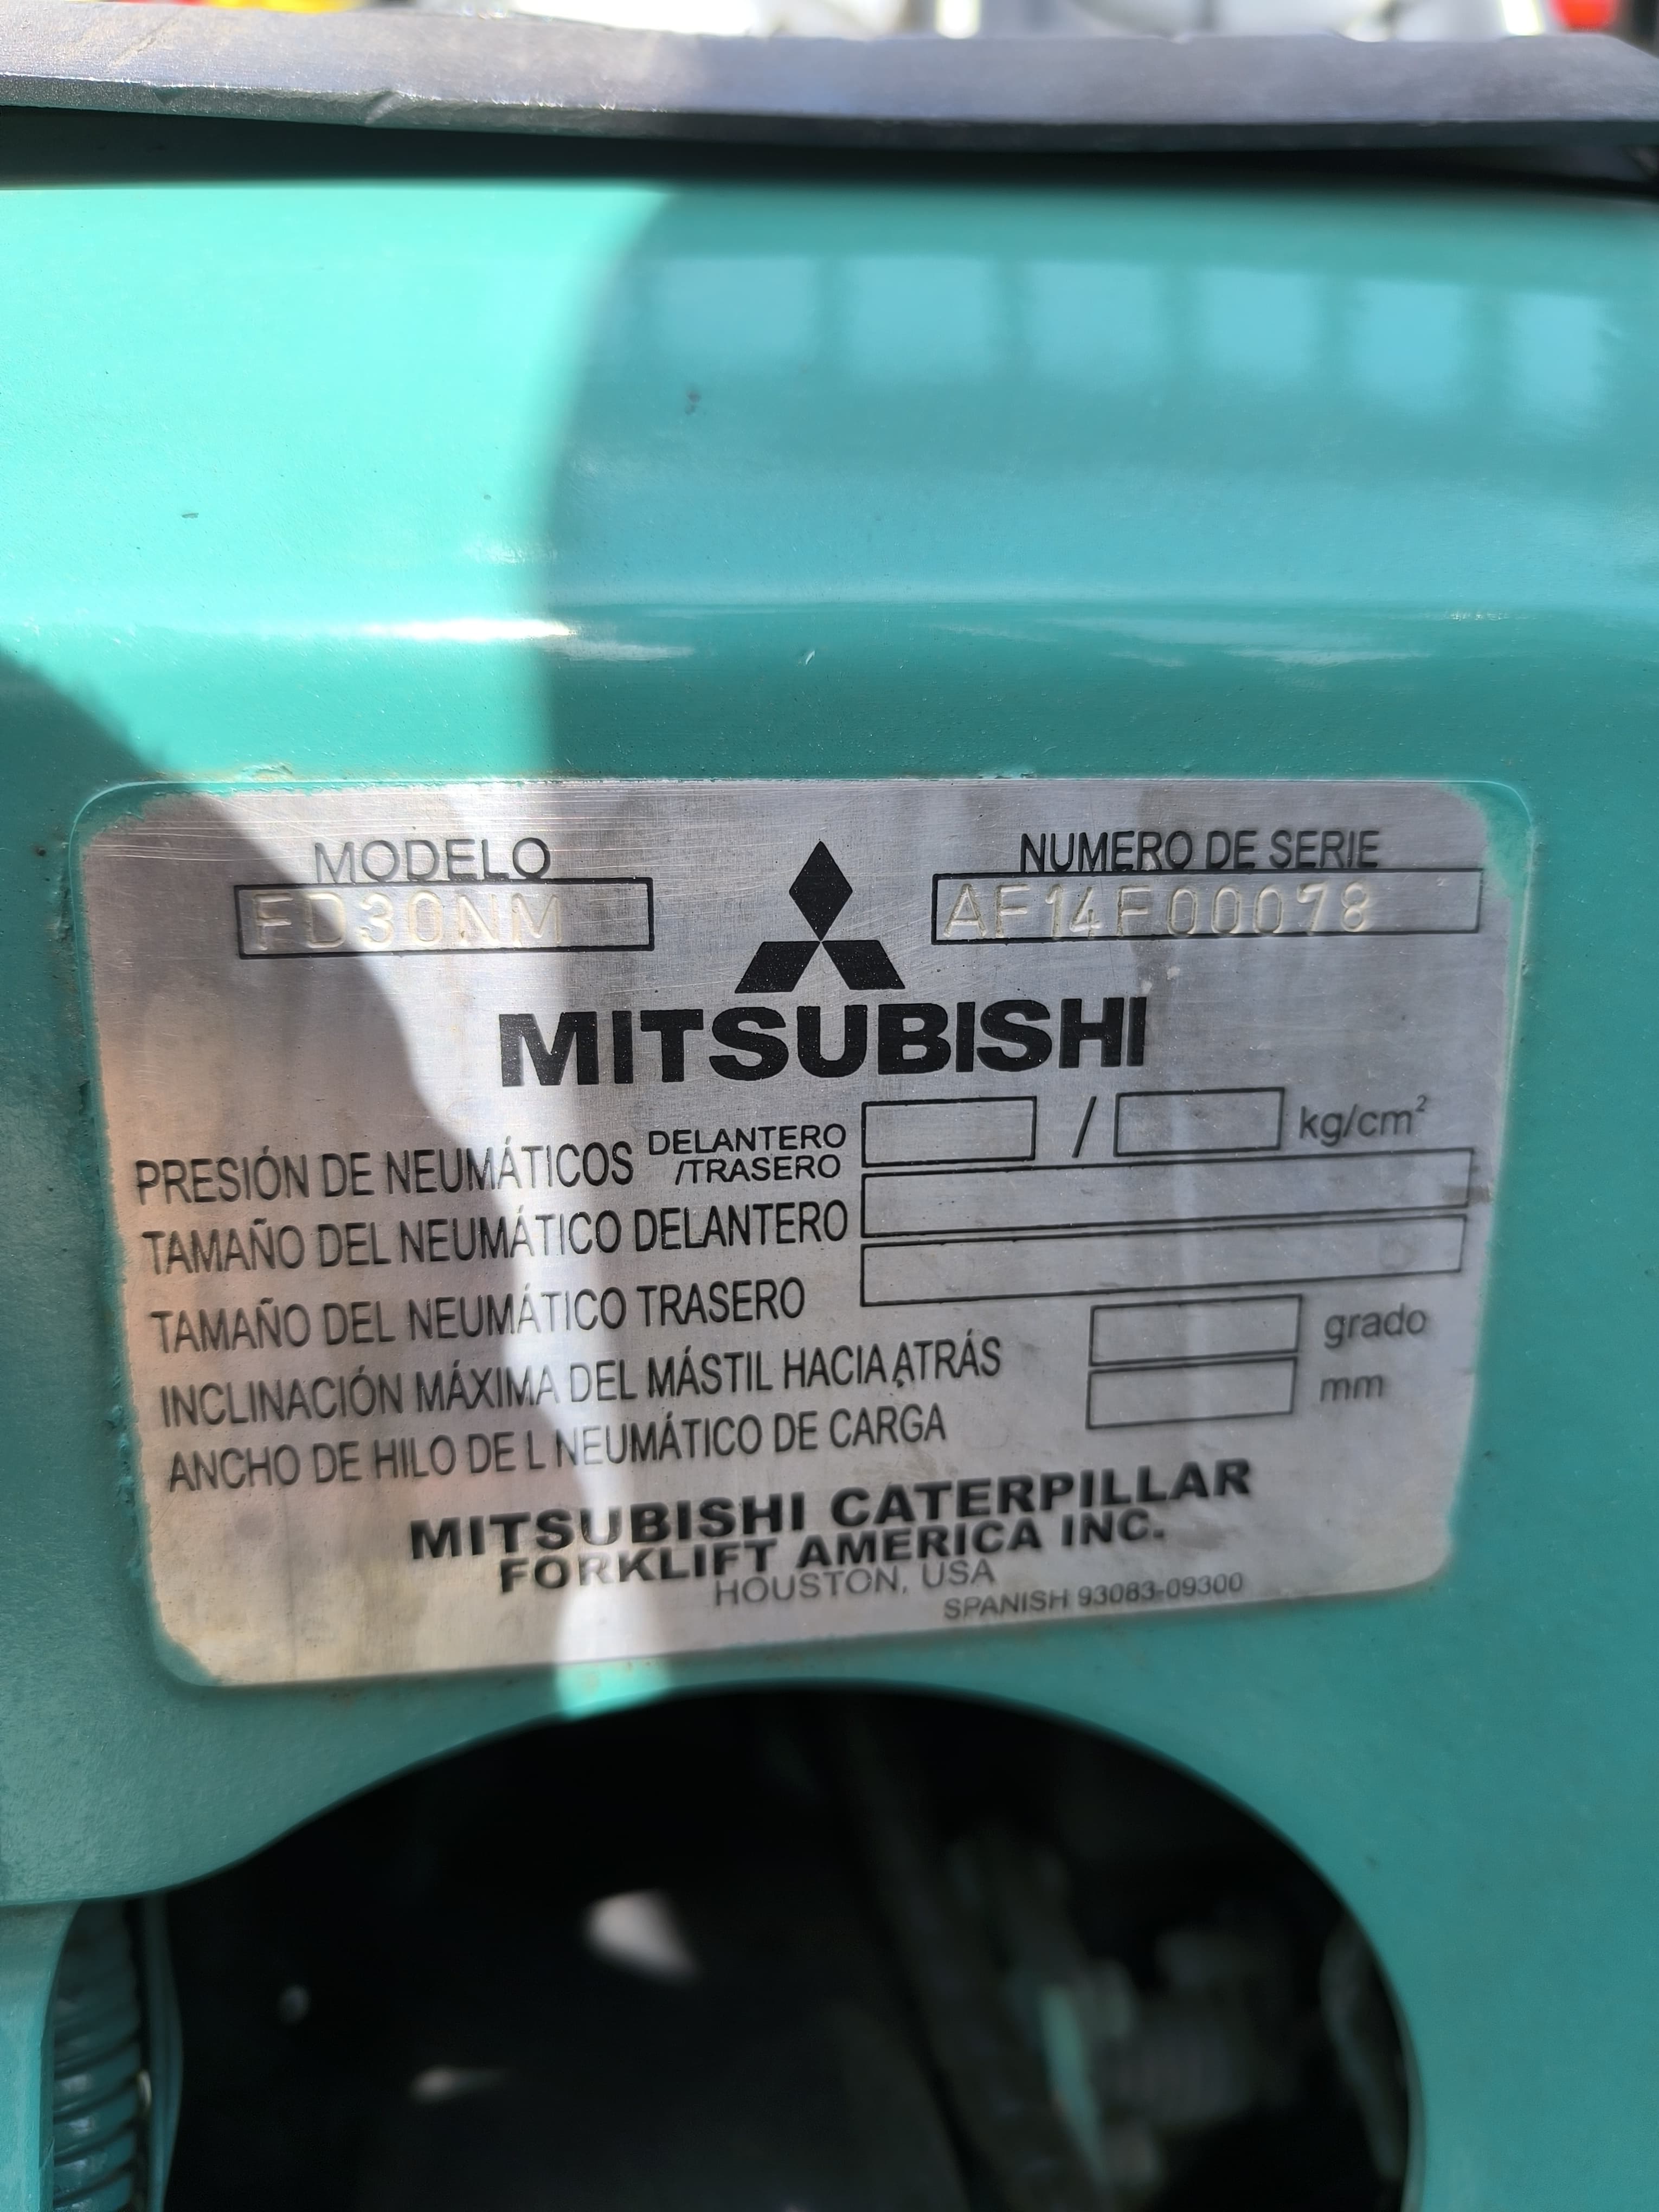 MODELO
NUMERO DE SERIE
FD30NM
AF14F00078
MITSUBISHI
PRESIÓN DE NEUMÁTICOS DELANTERO
/TRASERO
/ kg/cm²
TAMAÑO DEL NEUMÁTICO DELANTERO
TAMAÑO DEL NEUMÁTICO TRASERO
INCLINACIÓN MÁXIMA DEL MÁSTIL HACIA ATRÁS grado
ANCHO DE HILO DE L NEUMÁTICO DE CARGA mm
MITSUBISHI CATERPILLAR
FORKLIFT AMERICA INC.
HOUSTON, USA
SPANISH 93083-09300